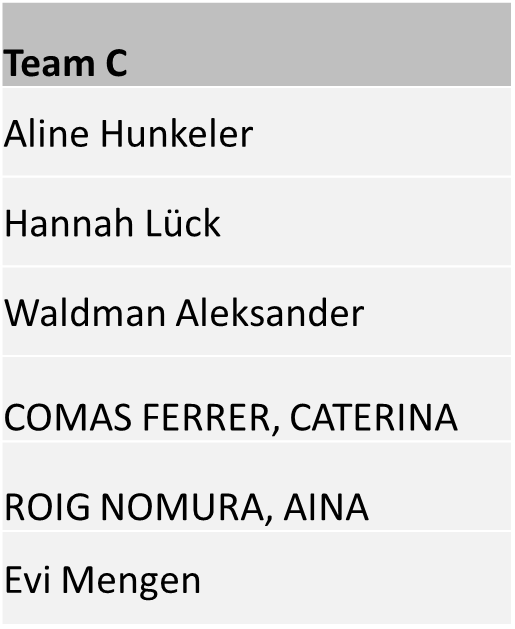 Team C
Aline Hunkeler
Hannah Lück
Waldman Aleksander
COMAS FERRER, CATERINA
ROIG NOMURA, AINA
Evi Mengen